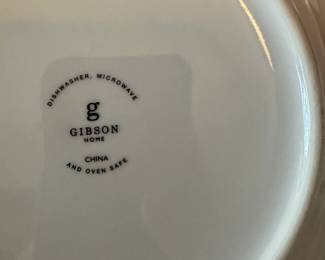 DISHWASHER, MICROWAVE
g
GIBSON
HOME
CHINA
AND OVEN SAFE